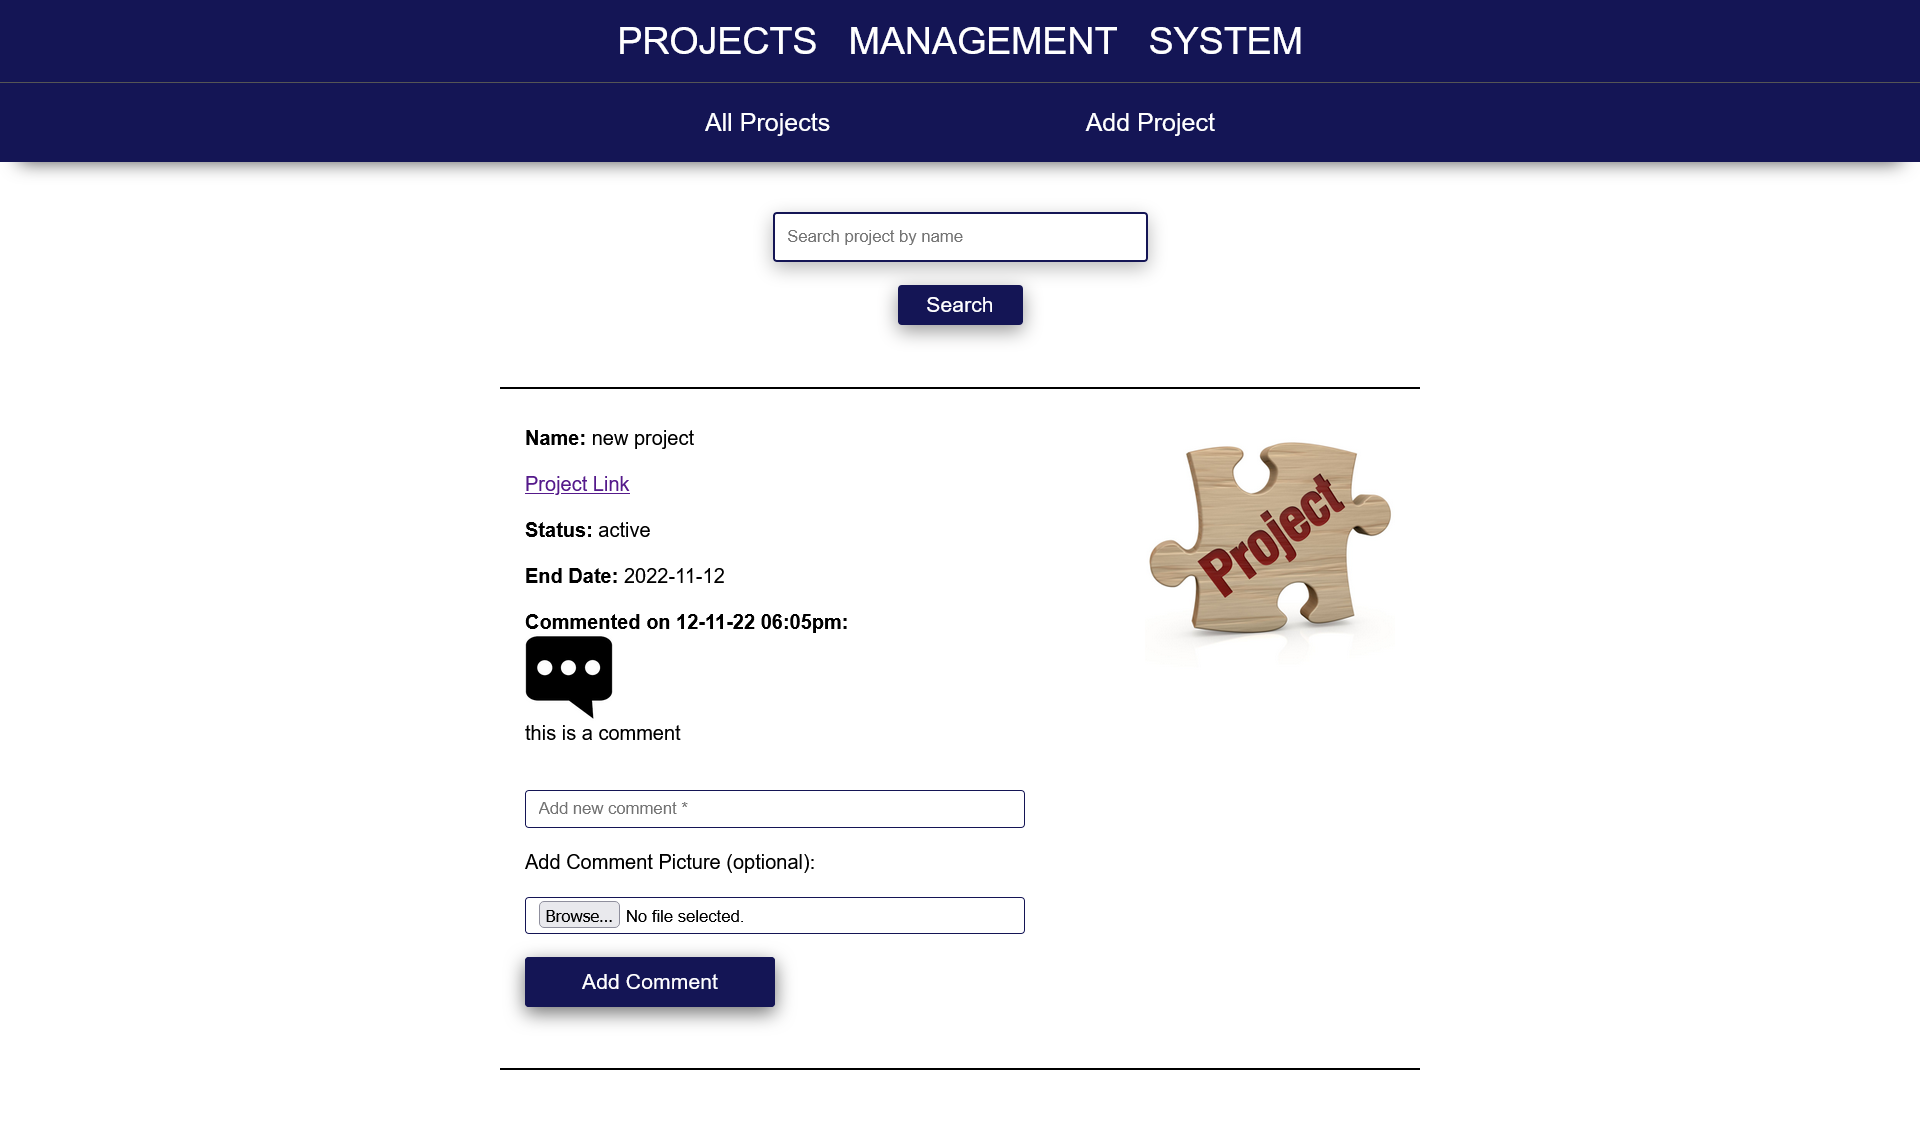 PROJECTS MANAGEMENT SYSTEM
All Projects Add Project
Search project by name
Search
Name: new project
Project
Project Link
Status: active
End Date: 2022-11-12
Commented on 12-11-22 06:05pm:
this is a comment
Add new comment *
Add Comment Picture (optional):
Browse... No file selected.
Add Comment